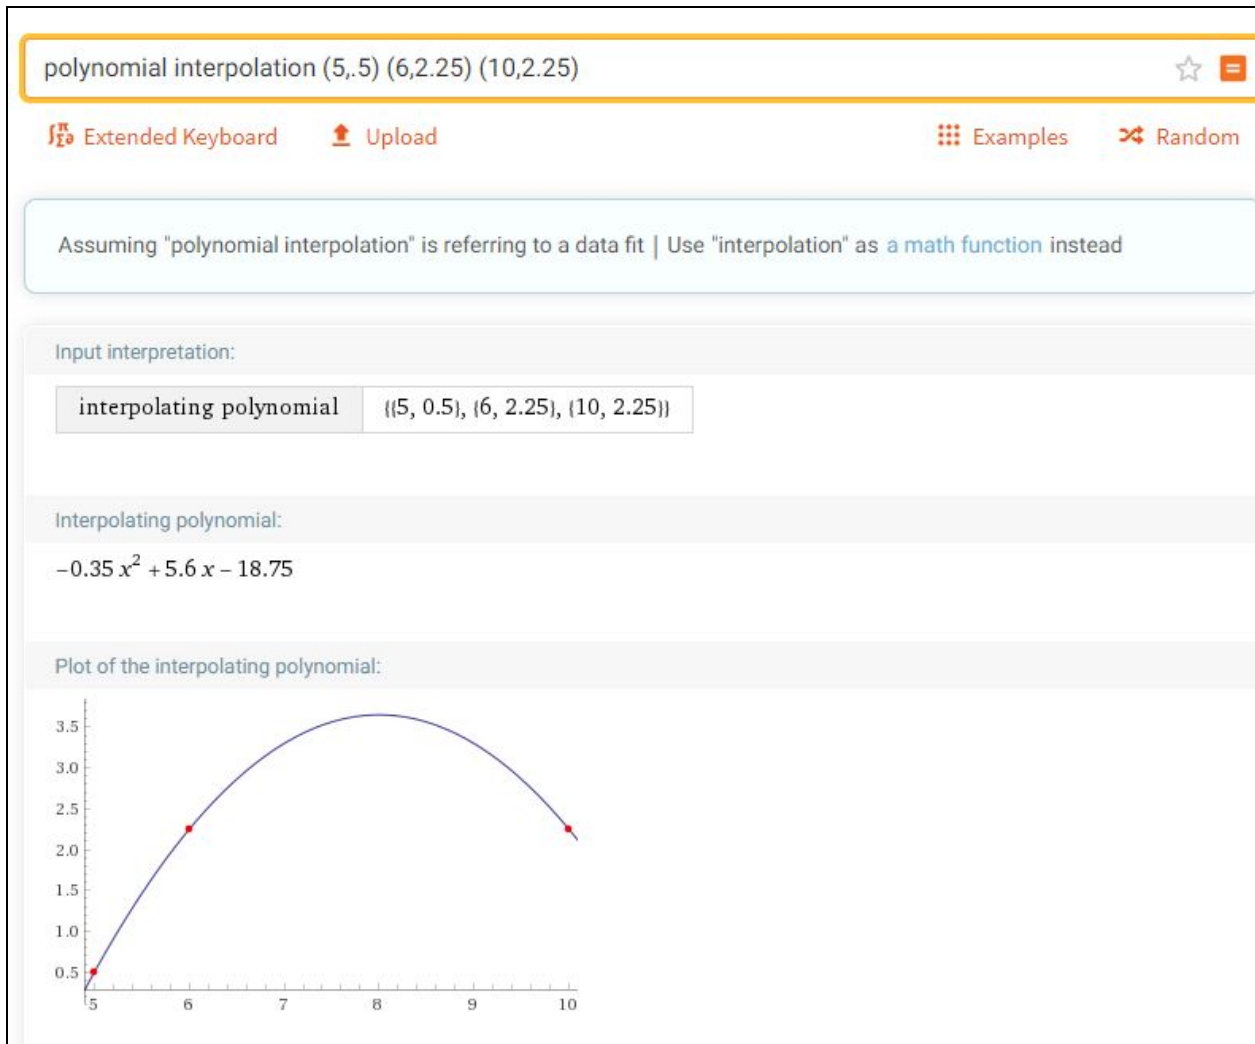 polynomial interpolation (5,.5) (6,2.25) (10,2.25)
Extended Keyboard Upload Examples Random
Assuming "polynomial interpolation" is referring to a data fit | Use "interpolation" as a math function instead
Input interpretation:
interpolating polynomial {{5, 0.5}, {6, 2.25}, {10, 2.25}}
Interpolating polynomial:
−0.35 x² + 5.6 x − 18.75
Plot of the interpolating polynomial:
3.5
3.0
2.5
2.0
1.5
1.0
0.5
5 6 7 8 9 10